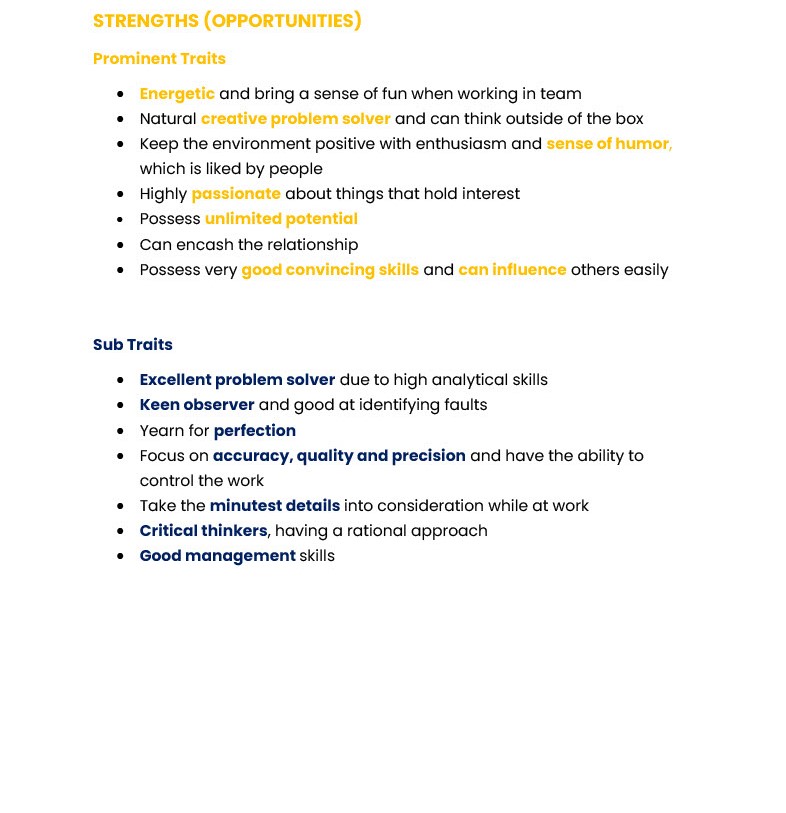 STRENGTHS (OPPORTUNITIES)
Prominent Traits
• Energetic and bring a sense of fun when working in team
• Natural creative problem solver and can think outside of the box
• Keep the environment positive with enthusiasm and sense of humor,
which is liked by people
• Highly passionate about things that hold interest
• Possess unlimited potential
• Can encash the relationship
• Possess very good convincing skills and can influence others easily
Sub Traits
• Excellent problem solver due to high analytical skills
• Keen observer and good at identifying faults
• Yearn for perfection
• Focus on accuracy, quality and precision and have the ability to
control the work
• Take the minutest details into consideration while at work
• Critical thinkers, having a rational approach
• Good management skills